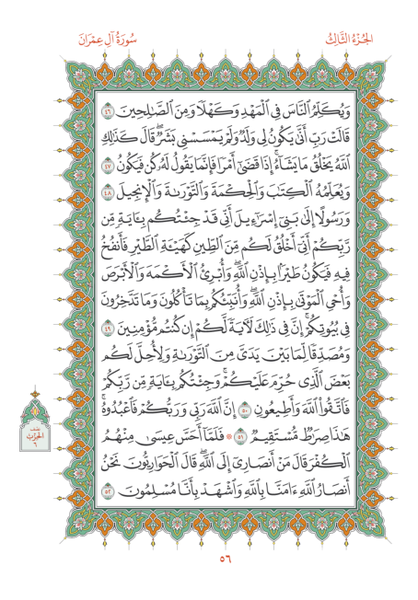 الجُزْءُ الثَّالِثُ
سُورَةُ آلِ عِمْرَانَ
وَيُكَلِّمُ ٱلنَّاسَ فِي ٱلْمَهْدِ وَكَهْلًا وَمِنَ ٱلصَّٰلِحِينَ ٤٦
قَالَتْ رَبِّ أَنَّىٰ يَكُونُ لِي وَلَدٌ وَلَمْ يَمْسَسْنِي بَشَرٌ ۖ قَالَ كَذَٰلِكِ
ٱللَّهُ يَخْلُقُ مَا يَشَآءُ ۚ إِذَا قَضَىٰٓ أَمْرًا فَإِنَّمَا يَقُولُ لَهُۥ كُن فَيَكُونُ ٤٧
وَيُعَلِّمُهُ ٱلْكِتَٰبَ وَٱلْحِكْمَةَ وَٱلتَّوْرَىٰةَ وَٱلْإِنجِيلَ ٤٨
وَرَسُولًا إِلَىٰ بَنِيٓ إِسْرَٰٓءِيلَ أَنِّي قَدْ جِئْتُكُم بِـَٔايَةٍ مِّن
رَّبِّكُمْ أَنِّيٓ أَخْلُقُ لَكُم مِّنَ ٱلطِّينِ كَهَيْـَٔةِ ٱلطَّيْرِ فَأَنفُخُ
فِيهِ فَيَكُونُ طَيْرًۢا بِإِذْنِ ٱللَّهِ ۖ وَأُبْرِئُ ٱلْأَكْمَهَ وَٱلْأَبْرَصَ
وَأُحْيِ ٱلْمَوْتَىٰ بِإِذْنِ ٱللَّهِ ۖ وَأُنَبِّئُكُم بِمَا تَأْكُلُونَ وَمَا تَدَّخِرُونَ
فِي بُيُوتِكُمْ ۚ إِنَّ فِي ذَٰلِكَ لَـَٔايَةً لَّكُمْ إِن كُنتُم مُّؤْمِنِينَ ٤٩
وَمُصَدِّقًا لِّمَا بَيْنَ يَدَيَّ مِنَ ٱلتَّوْرَىٰةِ وَلِأُحِلَّ لَكُم
بَعْضَ ٱلَّذِي حُرِّمَ عَلَيْكُمْ ۚ وَجِئْتُكُم بِـَٔايَةٍ مِّن رَّبِّكُمْ
فَٱتَّقُوا۟ ٱللَّهَ وَأَطِيعُونِ ٥٠ إِنَّ ٱللَّهَ رَبِّي وَرَبُّكُمْ فَٱعْبُدُوهُ ۗ
هَٰذَا صِرَٰطٌ مُّسْتَقِيمٌ ٥١ ۞ فَلَمَّآ أَحَسَّ عِيسَىٰ مِنْهُمُ
ٱلْكُفْرَ قَالَ مَنْ أَنصَارِيٓ إِلَى ٱللَّهِ ۖ قَالَ ٱلْحَوَارِيُّونَ نَحْنُ
أَنصَارُ ٱللَّهِ ءَامَنَّا بِٱللَّهِ وَٱشْهَدْ بِأَنَّا مُسْلِمُونَ ٥٢
الحِزْبِ
٦
٥٦